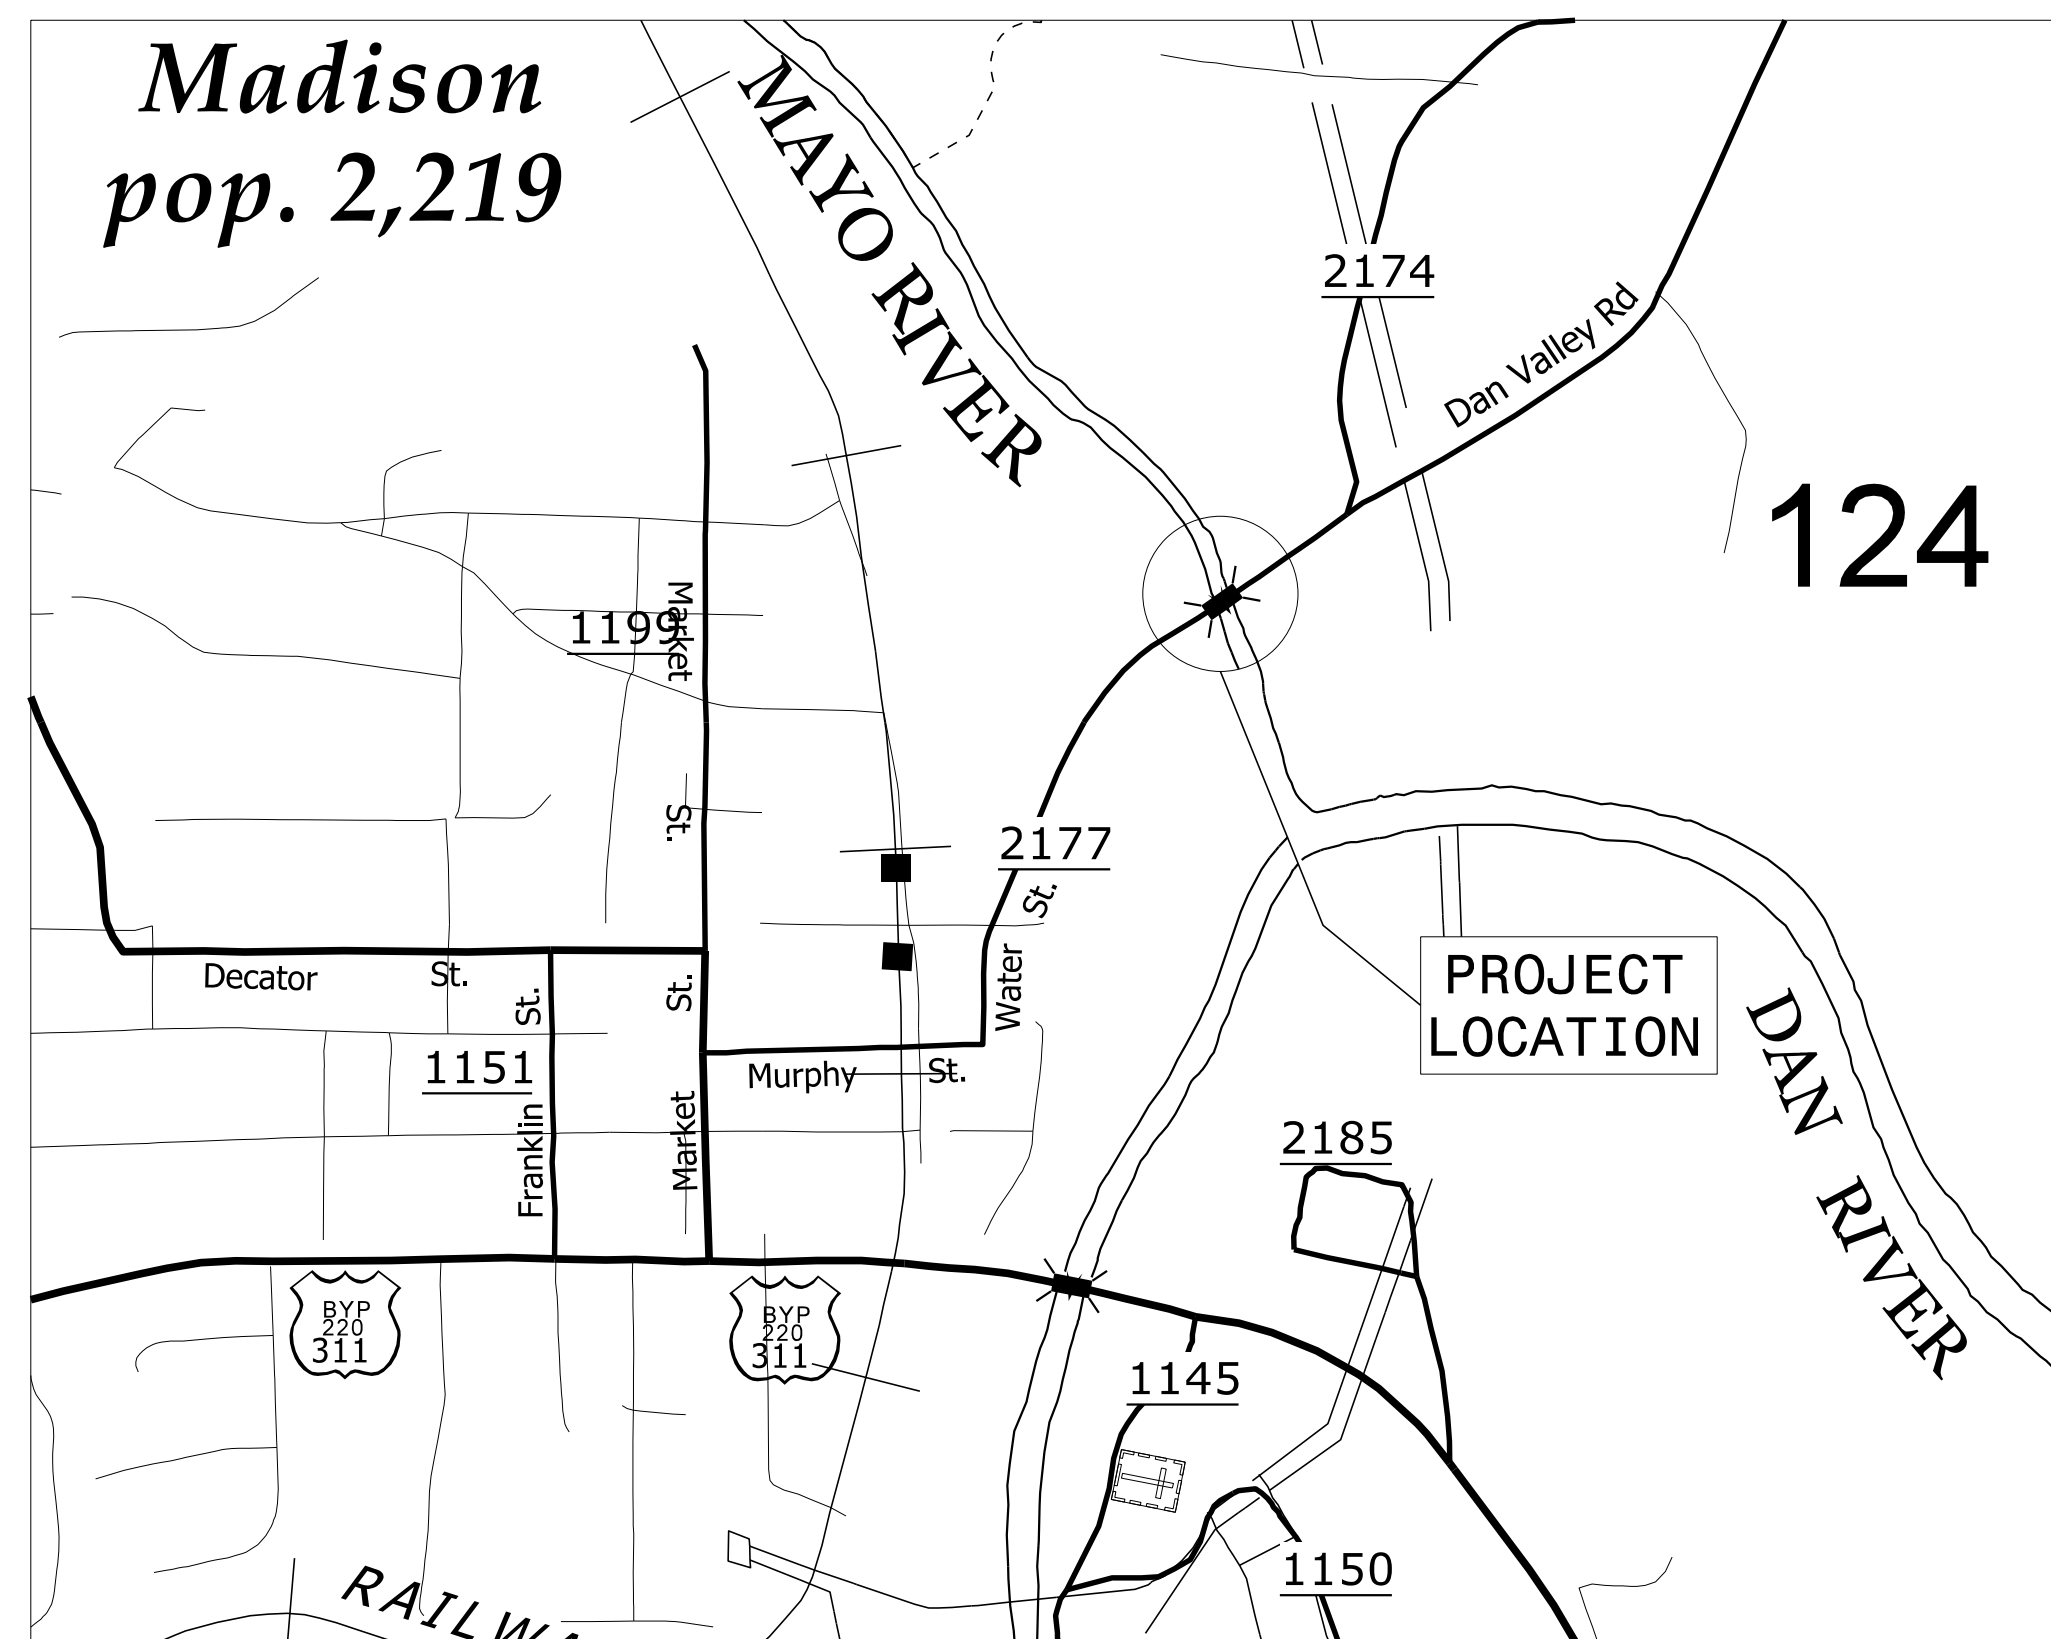 Madison
pop. 2,219
MAYO RIVER
2174
Dan Valley Rd
124
1199
Market
St.
2177
St.
Water
Decator St.
St.
St.
1151
Murphy St.
Franklin
Market
PROJECT
LOCATION
DAN RIVER
2185
BYP
220
311
BYP
220
311
1145
1150
RAILWA